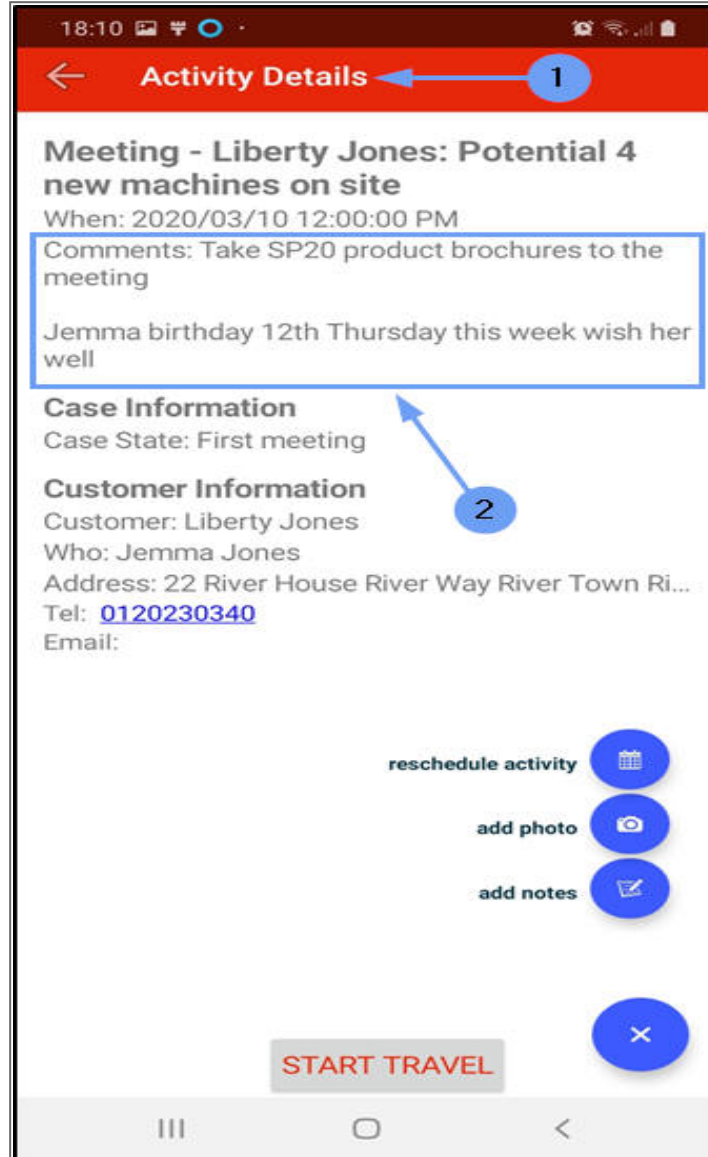 18:10
Activity Details
1
Meeting - Liberty Jones: Potential 4
new machines on site
When: 2020/03/10 12:00:00 PM
Comments: Take SP20 product brochures to the
meeting
Jemma birthday 12th Thursday this week wish her
well
Case Information
Case State: First meeting
2
Customer Information
Customer: Liberty Jones
Who: Jemma Jones
Address: 22 River House River Way River Town Ri...
Tel: 0120230340
Email:
reschedule activity
add photo
add notes
START TRAVEL